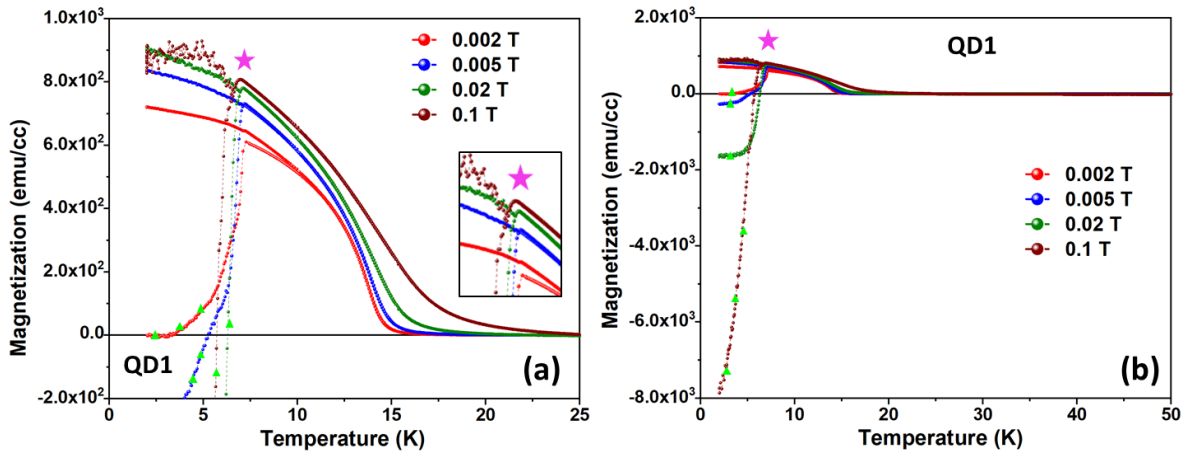 1.0x10³
8.0x10²
6.0x10²
4.0x10²
2.0x10²
0.0
-2.0x10²
Magnetization (emu/cc)
0.002 T
0.005 T
0.02 T
0.1 T
QD1
(a)
0 5 10 15 20 25
Temperature (K)
2.0x10³
0.0
-2.0x10³
-4.0x10³
-6.0x10³
-8.0x10³
Magnetization (emu/cc)
QD1
0.002 T
0.005 T
0.02 T
0.1 T
(b)
0 10 20 30 40 50
Temperature (K)